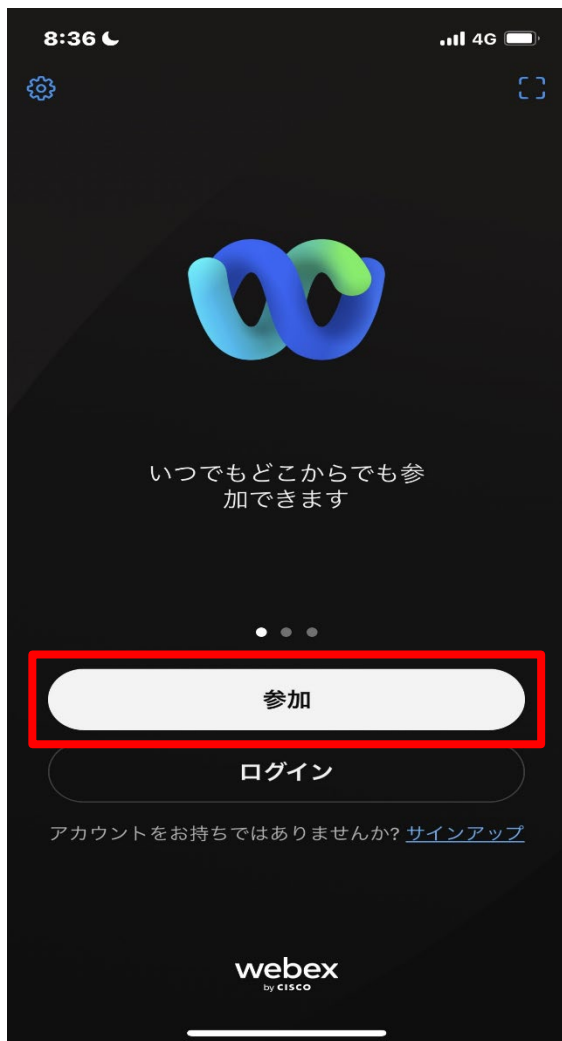 8:36
4G
いつでもどこからでも参
加できます
参加
ログイン
アカウントをお持ちではありませんか? サインアップ
webex
by CISCO